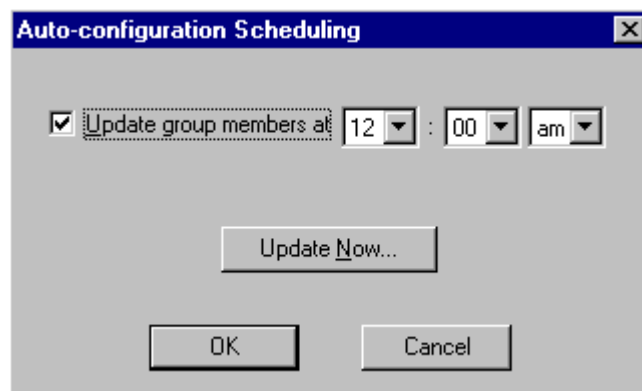 Auto-configuration Scheduling
Update group members at 12 : 00 am
Update Now...
OK Cancel